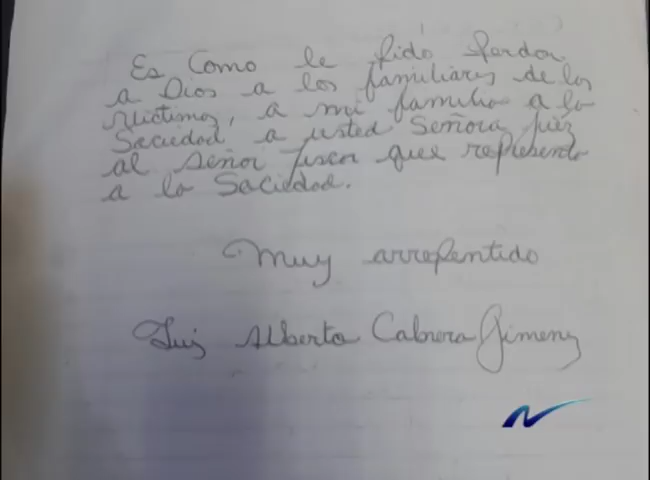 Es Como le Pido Perdon
a Dios a los familiares de los
Victimas, a mi familia a la
Sociedad a usted Señora juez
al Señor fiscal que representa
a la Sociedad.
Muy arrepentido
Luis Alberto Cabrera Jimenez